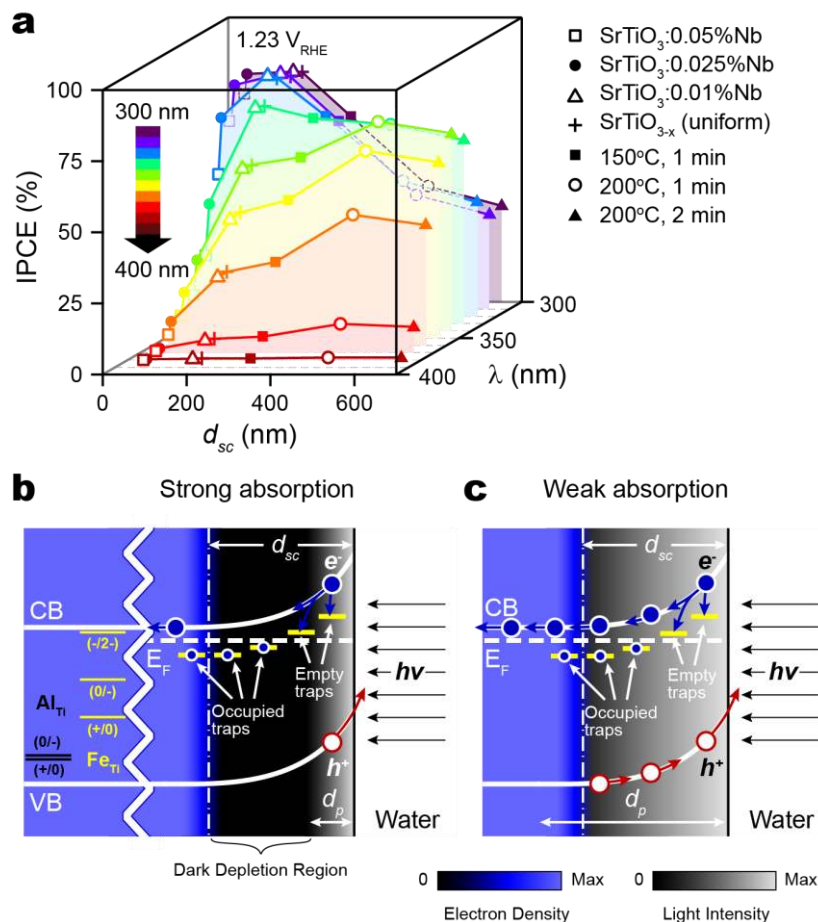 a
1.23 V_RHE
100
75
50
25
0
IPCE (%)
300 nm
400 nm
0
200
400
600
d_sc (nm)
400
350
300
λ (nm)
SrTiO₃:0.05%Nb
SrTiO₃:0.025%Nb
SrTiO₃:0.01%Nb
SrTiO₃₋ₓ (uniform)
150°C, 1 min
200°C, 1 min
200°C, 2 min
b Strong absorption
d_sc
e⁻
CB
(-/2-)
E_F
Empty traps
Occupied traps
hν
(0/-)
Al_Ti
(+/0)
(0/-)
(+/0)
Fe_Ti
h⁺
VB
d_p
Water
Dark Depletion Region
c Weak absorption
d_sc
e⁻
CB
E_F
Empty traps
Occupied traps
hν
h⁺
VB
d_p
Water
0 Max
Electron Density
0 Max
Light Intensity